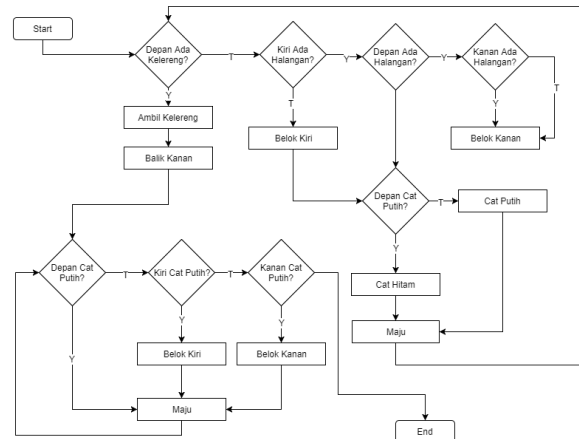 Start
Depan Ada
Kelereng?
T
Kiri Ada
Halangan?
Y
Depan Ada
Halangan?
Y
Kanan Ada
Halangan?
T
Y
T
Y
Ambil Kelereng
Belok Kiri
Belok Kanan
Balik Kanan
Depan Cat
Putih?
T
Cat Putih
Y
Depan Cat
Putih?
T
Kiri Cat Putih?
T
Kanan Cat
Putih?
Cat Hitam
Y
Y
Maju
Y
Belok Kiri
Belok Kanan
Maju
End